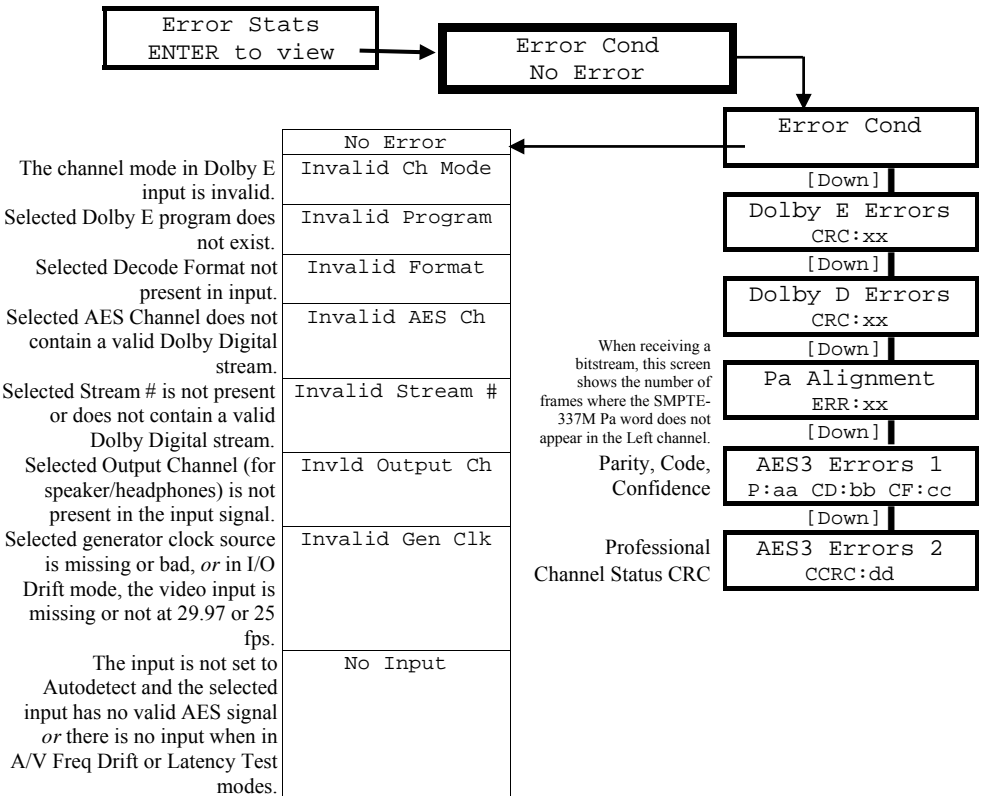 Error Stats
ENTER to view
Error Cond
No Error
Error Cond
No Error
The channel mode in Dolby E
input is invalid.
Invalid Ch Mode
Selected Dolby E program does
not exist.
Invalid Program
Selected Decode Format not
present in input.
Invalid Format
Selected AES Channel does not
contain a valid Dolby Digital
stream.
Invalid AES Ch
Selected Stream # is not present
or does not contain a valid
Dolby Digital stream.
Invalid Stream #
Selected Output Channel (for
speaker/headphones) is not
present in the input signal.
Invld Output Ch
Selected generator clock source
is missing or bad, or in I/O
Drift mode, the video input is
missing or not at 29.97 or 25
fps.
Invalid Gen Clk
The input is not set to
Autodetect and the selected
input has no valid AES signal
or there is no input when in
A/V Freq Drift or Latency Test
modes.
No Input
[Down]
Dolby E Errors
CRC:xx
[Down]
Dolby D Errors
CRC:xx
[Down]
When receiving a
bitstream, this screen
shows the number of
frames where the SMPTE-
337M Pa word does not
appear in the Left channel.
Pa Alignment
ERR:xx
[Down]
Parity, Code,
Confidence
AES3 Errors 1
P:aa CD:bb CF:cc
[Down]
Professional
Channel Status CRC
AES3 Errors 2
CCRC:dd